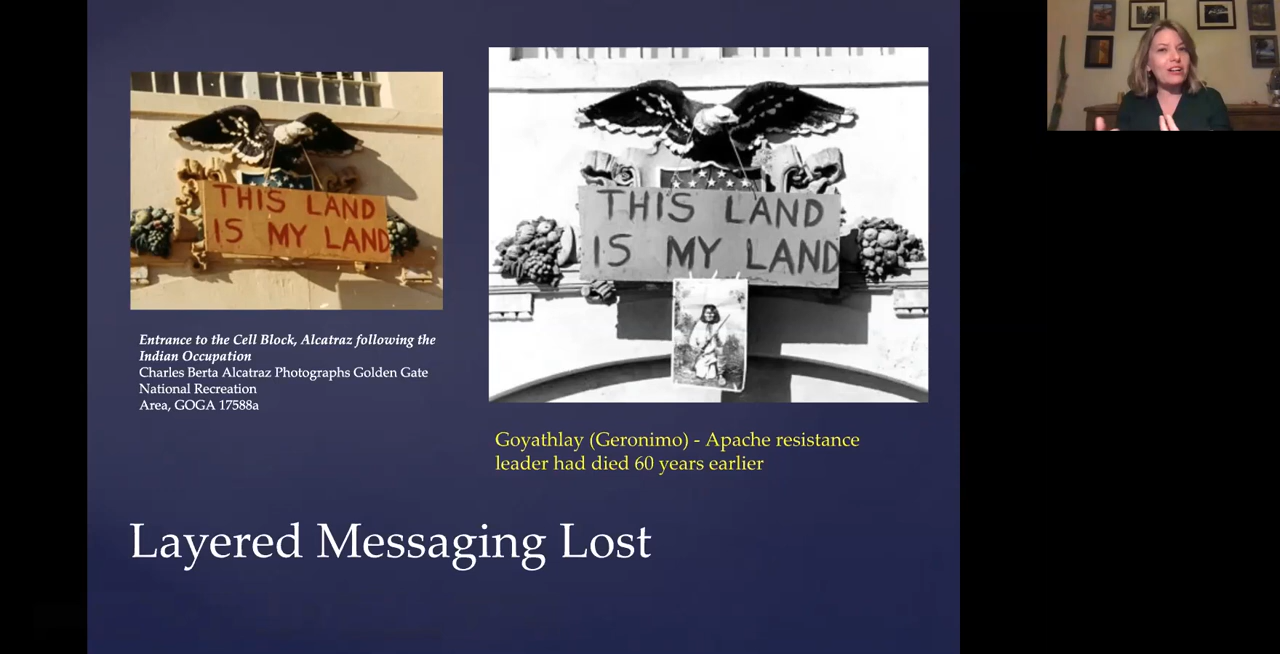 THIS LAND
IS MY LAND
THIS LAND
IS MY LAND
Entrance to the Cell Block, Alcatraz following the
Indian Occupation
Charles Berta Alcatraz Photographs Golden Gate
National Recreation
Area, GOGA 17588a
Goyathlay (Geronimo) - Apache resistance
leader had died 60 years earlier
Layered Messaging Lost